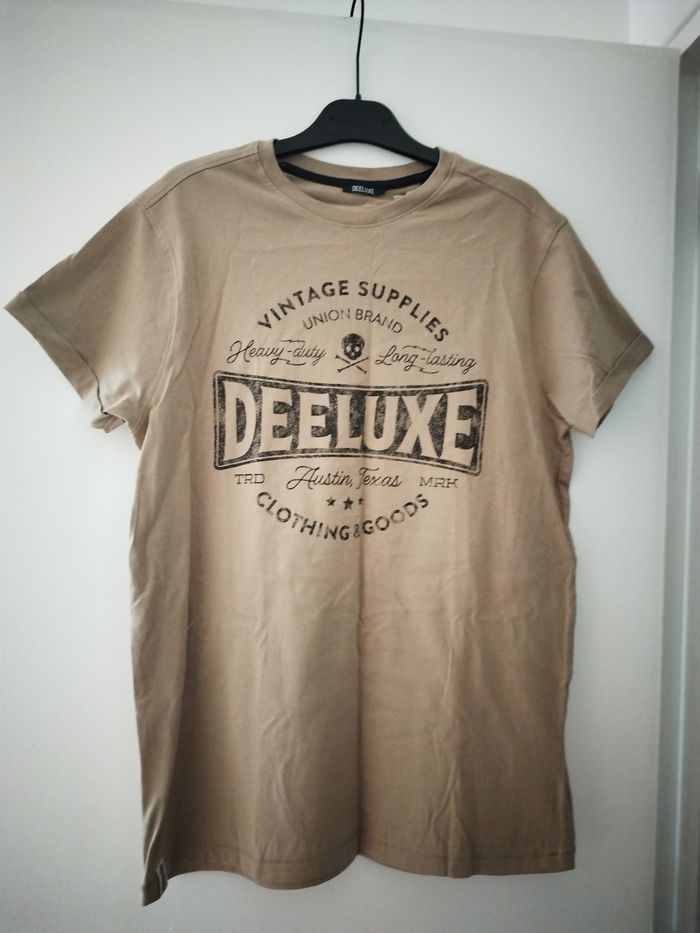 DEELUXE
VINTAGE SUPPLIES
UNION BRAND
Heavy-duty Long-lasting
DEELUXE
TRD Austin, Texas MRK
CLOTHING & GOODS